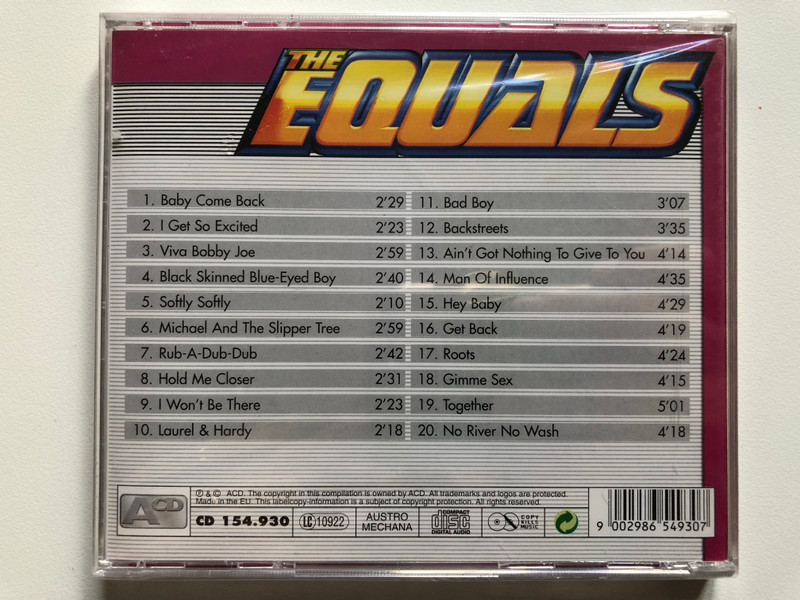 THE
EQUALS
1. Baby Come Back 2'29
2. I Get So Excited 2'23
3. Viva Bobby Joe 2'59
4. Black Skinned Blue-Eyed Boy 2'40
5. Softly Softly 2'10
6. Michael And The Slipper Tree 2'59
7. Rub-A-Dub-Dub 2'42
8. Hold Me Closer 2'31
9. I Won't Be There 2'23
10. Laurel & Hardy 2'18
11. Bad Boy 3'07
12. Backstreets 3'35
13. Ain't Got Nothing To Give To You 4'14
14. Man Of Influence 4'35
15. Hey Baby 4'29
16. Get Back 4'19
17. Roots 4'24
18. Gimme Sex 4'15
19. Together 5'01
20. No River No Wash 4'18
ACD
℗ & © ACD. The copyright in this compilation is owned by ACD. All trademarks and logos are protected.
Made in the EU. This labelcopy-information is a subject of copyright protection. All rights reserved.
CD 154.930
LC 10922
AUSTRO
MECHANA
COMPACT
disc
DIGITAL AUDIO
COPY
KILLS
MUSIC
9 002986 549307